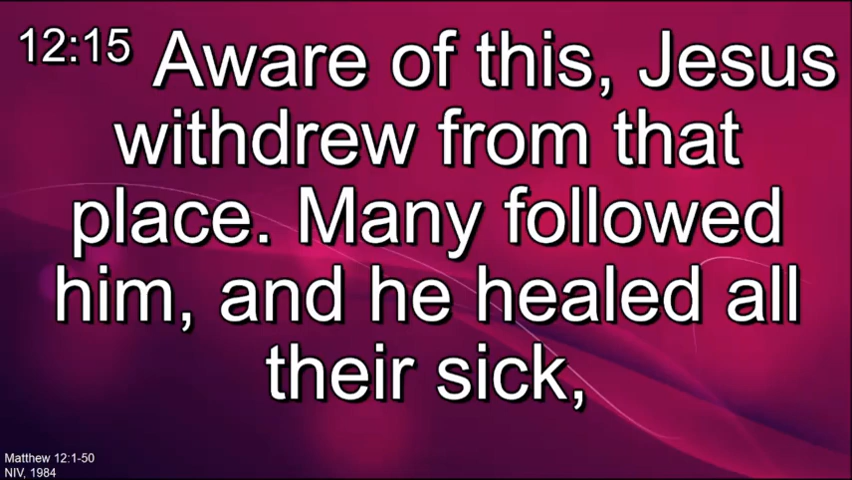 12:15 Aware of this, Jesus
withdrew from that
place. Many followed
him, and he healed all
their sick,
Matthew 12:1-50
NIV, 1984